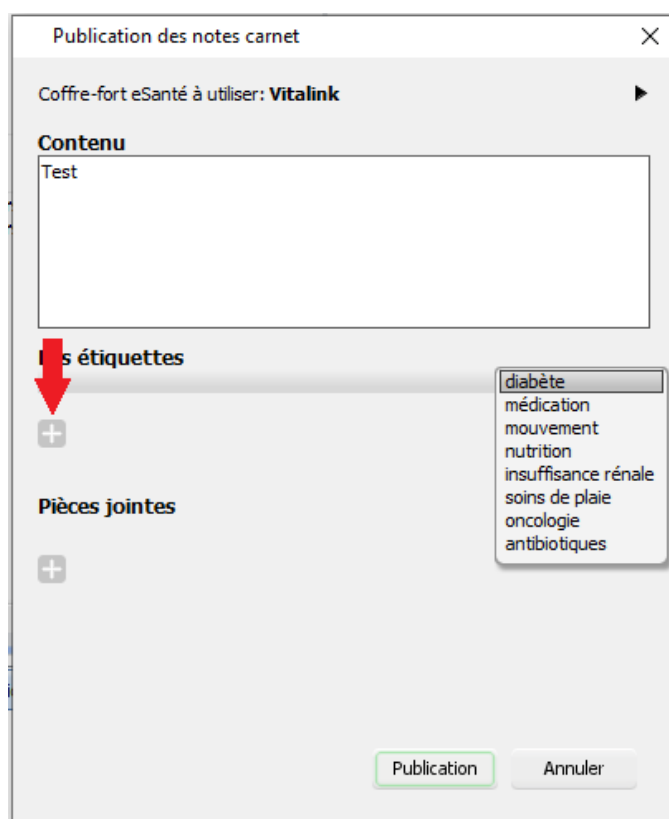 Publication des notes carnet
Coffre-fort eSanté à utiliser: Vitalink
Contenu
Test
étiquettes
diabète
médication
mouvement
nutrition
insuffisance rénale
soins de plaie
oncologie
antibiotiques
Pièces jointes
Publication
Annuler